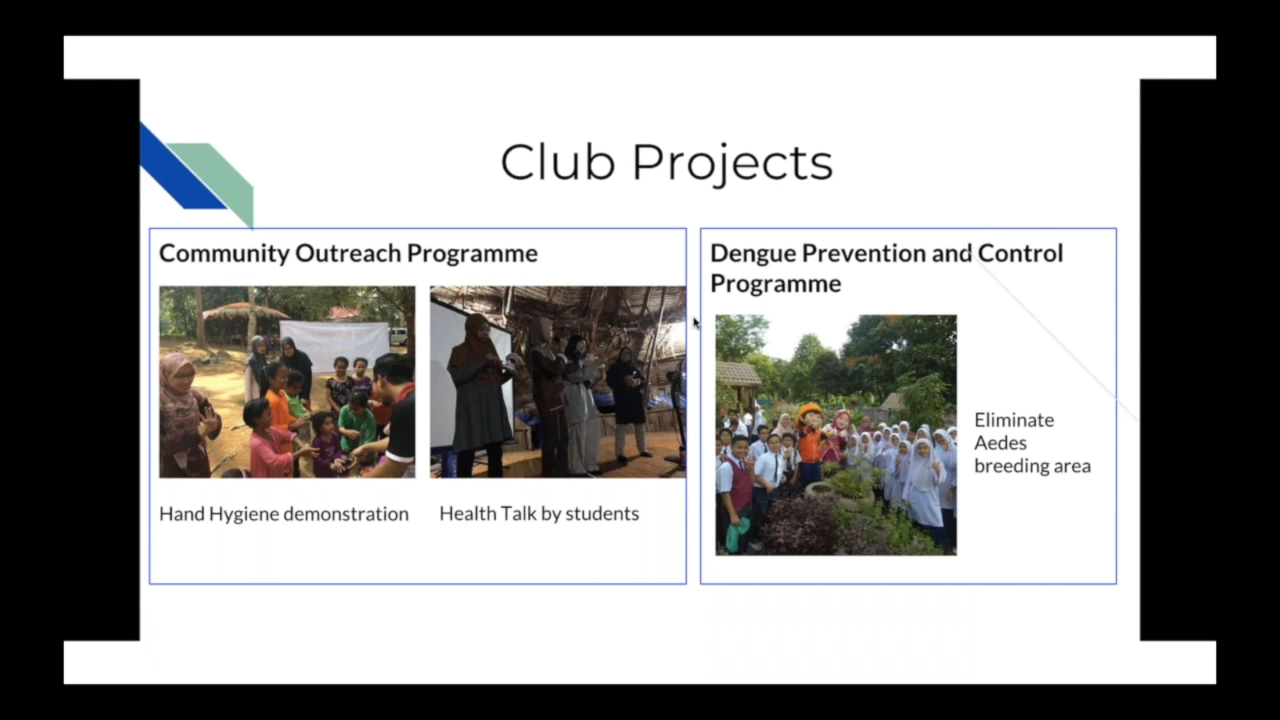 Club Projects
Community Outreach Programme
Hand Hygiene demonstration
Health Talk by students
Dengue Prevention and Control
Programme
Eliminate
Aedes
breeding area